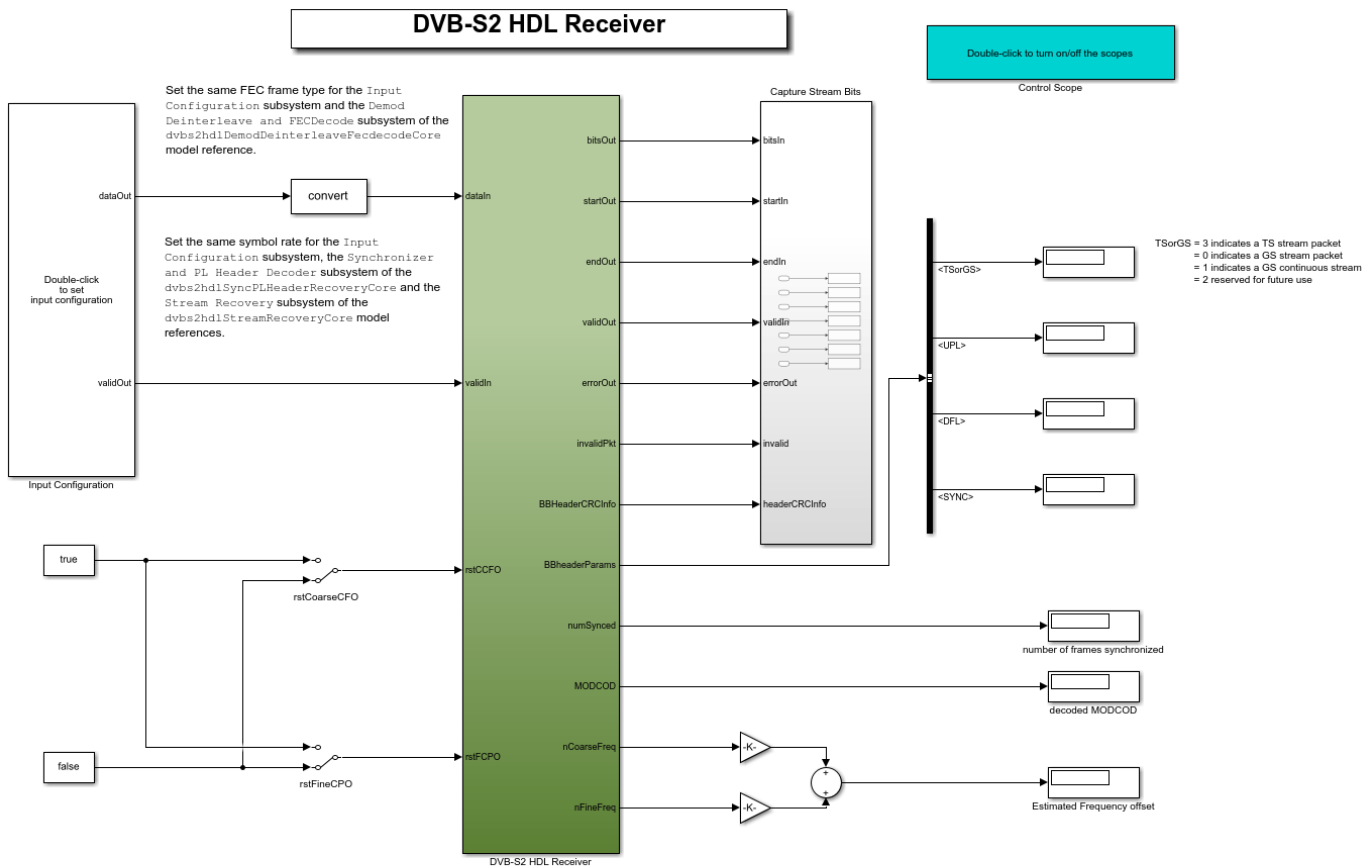 DVB-S2 HDL Receiver
Double-click to turn on/off the scopes
Control Scope
Set the same FEC frame type for the Input
Configuration subsystem and the Demod
Deinterleave and FECDecode subsystem of the
dvbs2hdlDemodDeinterleaveFecdecodeCore
model reference.
Capture Stream Bits
dataOut
convert
Set the same symbol rate for the Input
Configuration subsystem, the Synchronizer
and PL Header Decoder subsystem of the
dvbs2hdlSyncPLHeaderRecoveryCore and the
Stream Recovery subsystem of the
dvbs2hdlStreamRecoveryCore model
references.
Double-click
to set
input configuration
validOut
Input Configuration
true
false
rstCoarseCFO
rstFineCPO
dataIn
validIn
rstCCFO
rstFCPO
bitsOut
startOut
endOut
validOut
errorOut
invalidPkt
BBHeaderCRCInfo
BBheaderParams
numSynced
MODCOD
nCoarseFreq
nFineFreq
DVB-S2 HDL Receiver
bitsIn
startIn
endIn
validIn
errorOut
invalid
headerCRCInfo
<TSorGS>
<UPL>
<DFL>
<SYNC>
TSorGS = 3 indicates a TS stream packet
= 0 indicates a GS stream packet
= 1 indicates a GS continuous stream
= 2 reserved for future use
number of frames synchronized
decoded MODCOD
-K-
-K-
+
+
Estimated Frequency offset